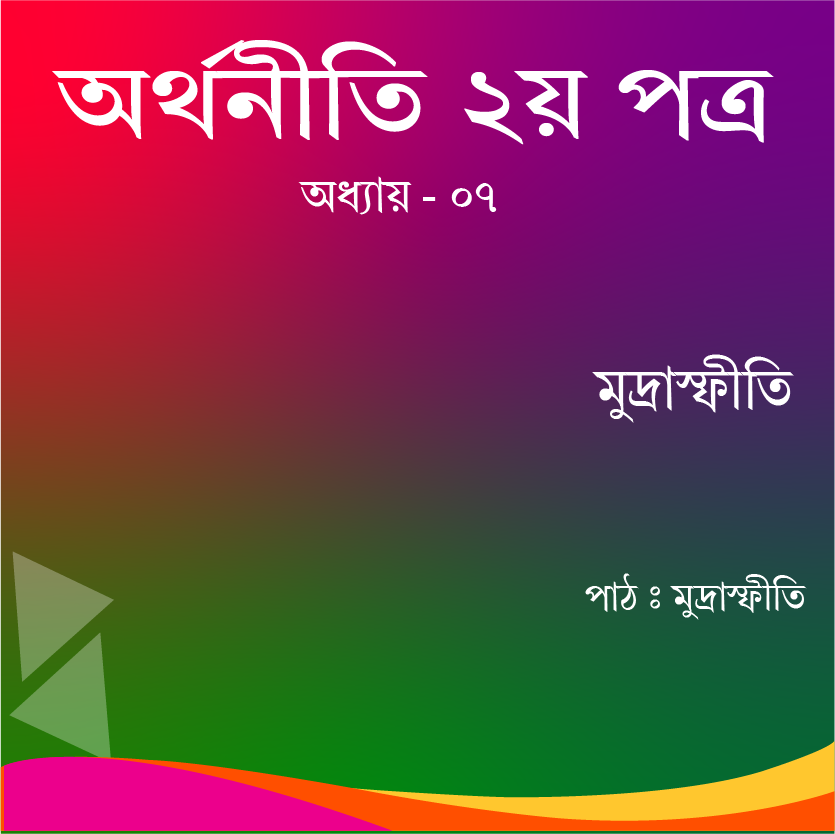 অর্থনীতি ২য় পত্র
অধ্যায় - ০৭
মুদ্রাস্ফীতি
পাঠ ঃ মুদ্রাস্ফীতি